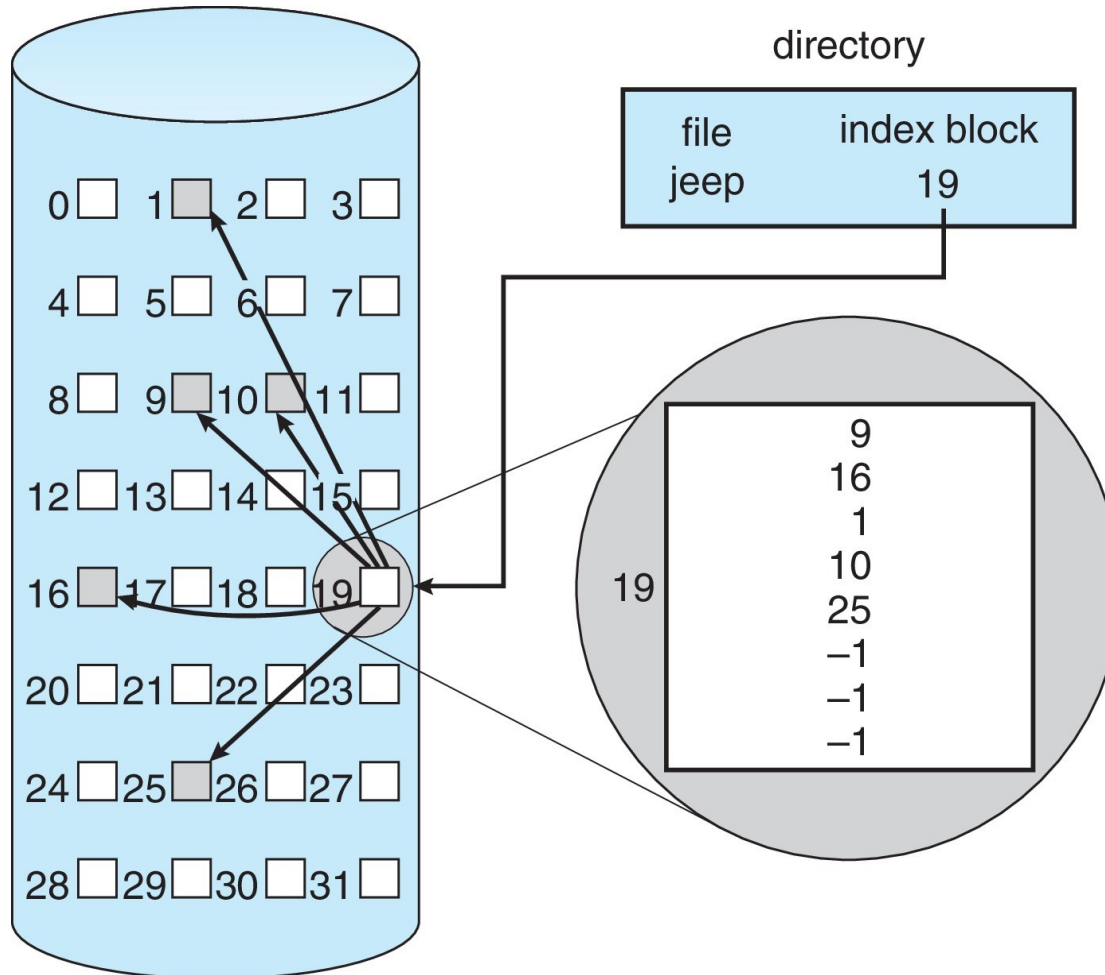 directory
file index block
jeep 19
0 1 2 3
4 5 6 7
8 9 10 11
12 13 14 15
16 17 18 19
20 21 22 23
24 25 26 27
28 29 30 31
19
9
16
1
10
25
–1
–1
–1